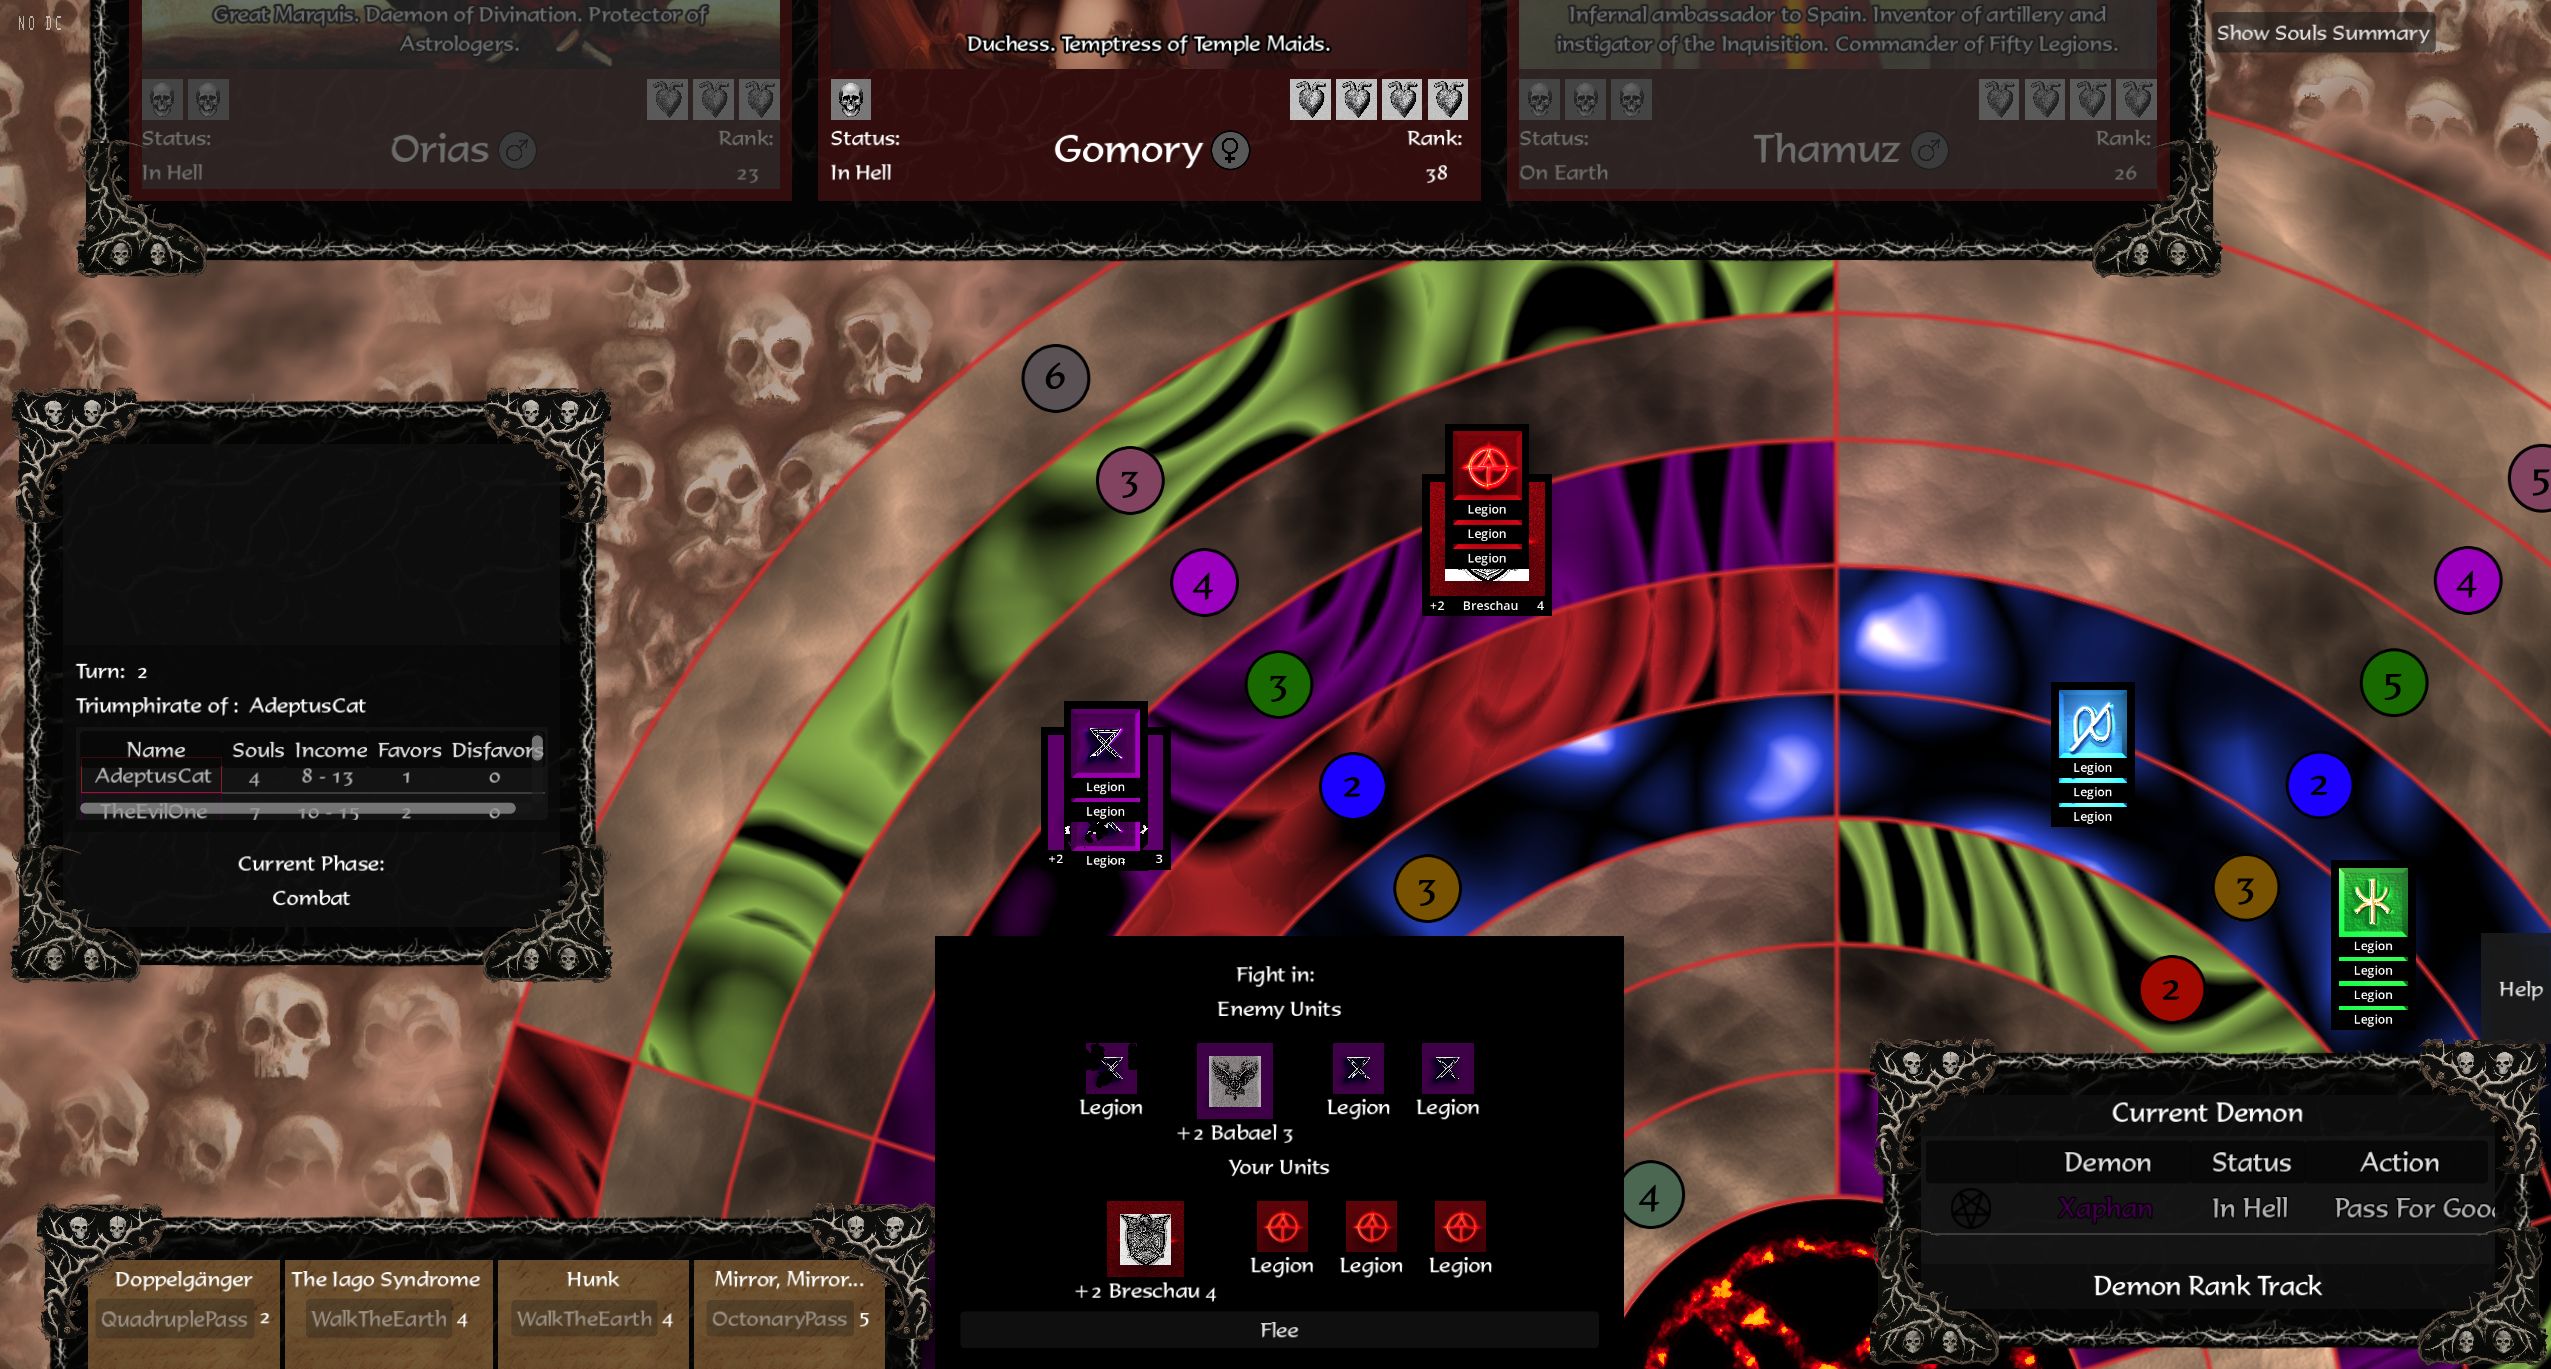 NO DC
Great Marquis. Daemon of Divination. Protector of
Astrologers.
Status:
In Hell
Orias
Rank:
23
Duchess. Temptress of Temple Maids.
Status:
In Hell
Gomory
Rank:
38
Infernal ambassador to Spain. Inventor of artillery and
instigator of the Inquisition. Commander of Fifty Legions.
Status:
On Earth
Thamuz
Rank:
26
Show Souls Summary
6
3
4
3
2
3
5
4
5
2
3
2
4
Legion
Legion
Legion
+2 Breschau 4
Legion
Legion
+2 Legion 3
Legion
Legion
Legion
Legion
Legion
Legion
Legion
Turn: 2
Triumphirate of : AdeptusCat
Name Souls Income Favors Disfavors
AdeptusCat 4 8 - 13 1 0
TheEvilOne 7 10 - 15 2 0
Current Phase:
Combat
Fight in:
Enemy Units
Legion
+2 Babael 3
Legion
Legion
Your Units
+2 Breschau 4
Legion
Legion
Legion
Flee
Help
Current Demon
Demon Status Action
Xaphan In Hell Pass For Good
Demon Rank Track
Doppelgänger
QuadruplePass 2
The Iago Syndrome
WalkTheEarth 4
Hunk
WalkTheEarth 4
Mirror, Mirror...
OctonaryPass 5